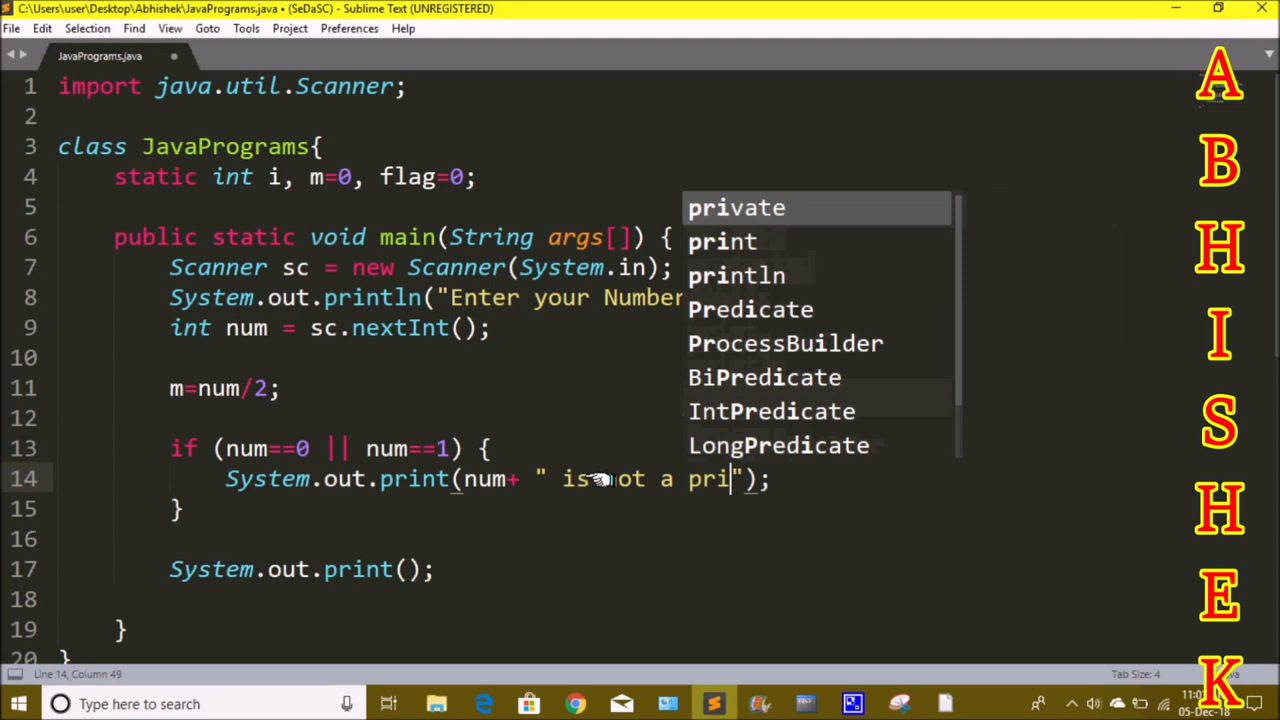 C:\Users\user\Desktop\Abhishek\JavaPrograms.java • (SeDaSC) - Sublime Text (UNREGISTERED)
File Edit Selection Find View Goto Tools Project Preferences Help
JavaPrograms.java
1 import java.util.Scanner;
2
3 class JavaPrograms{
4 static int i, m=0, flag=0;
5
6 public static void main(String args[]) {
7 Scanner sc = new Scanner(System.in);
8 System.out.println("Enter your Number
9 int num = sc.nextInt();
10
11 m=num/2;
12
13 if (num==0 || num==1) {
14 System.out.print(num+ " is not a pri");
15 }
16
17 System.out.print();
18
19 }
20 }
private
print
println
Predicate
ProcessBuilder
BiPredicate
IntPredicate
LongPredicate
A
B
H
I
S
H
E
K
Line 14, Column 49
Tab Size: 4
Type here to search
05-Dec-18